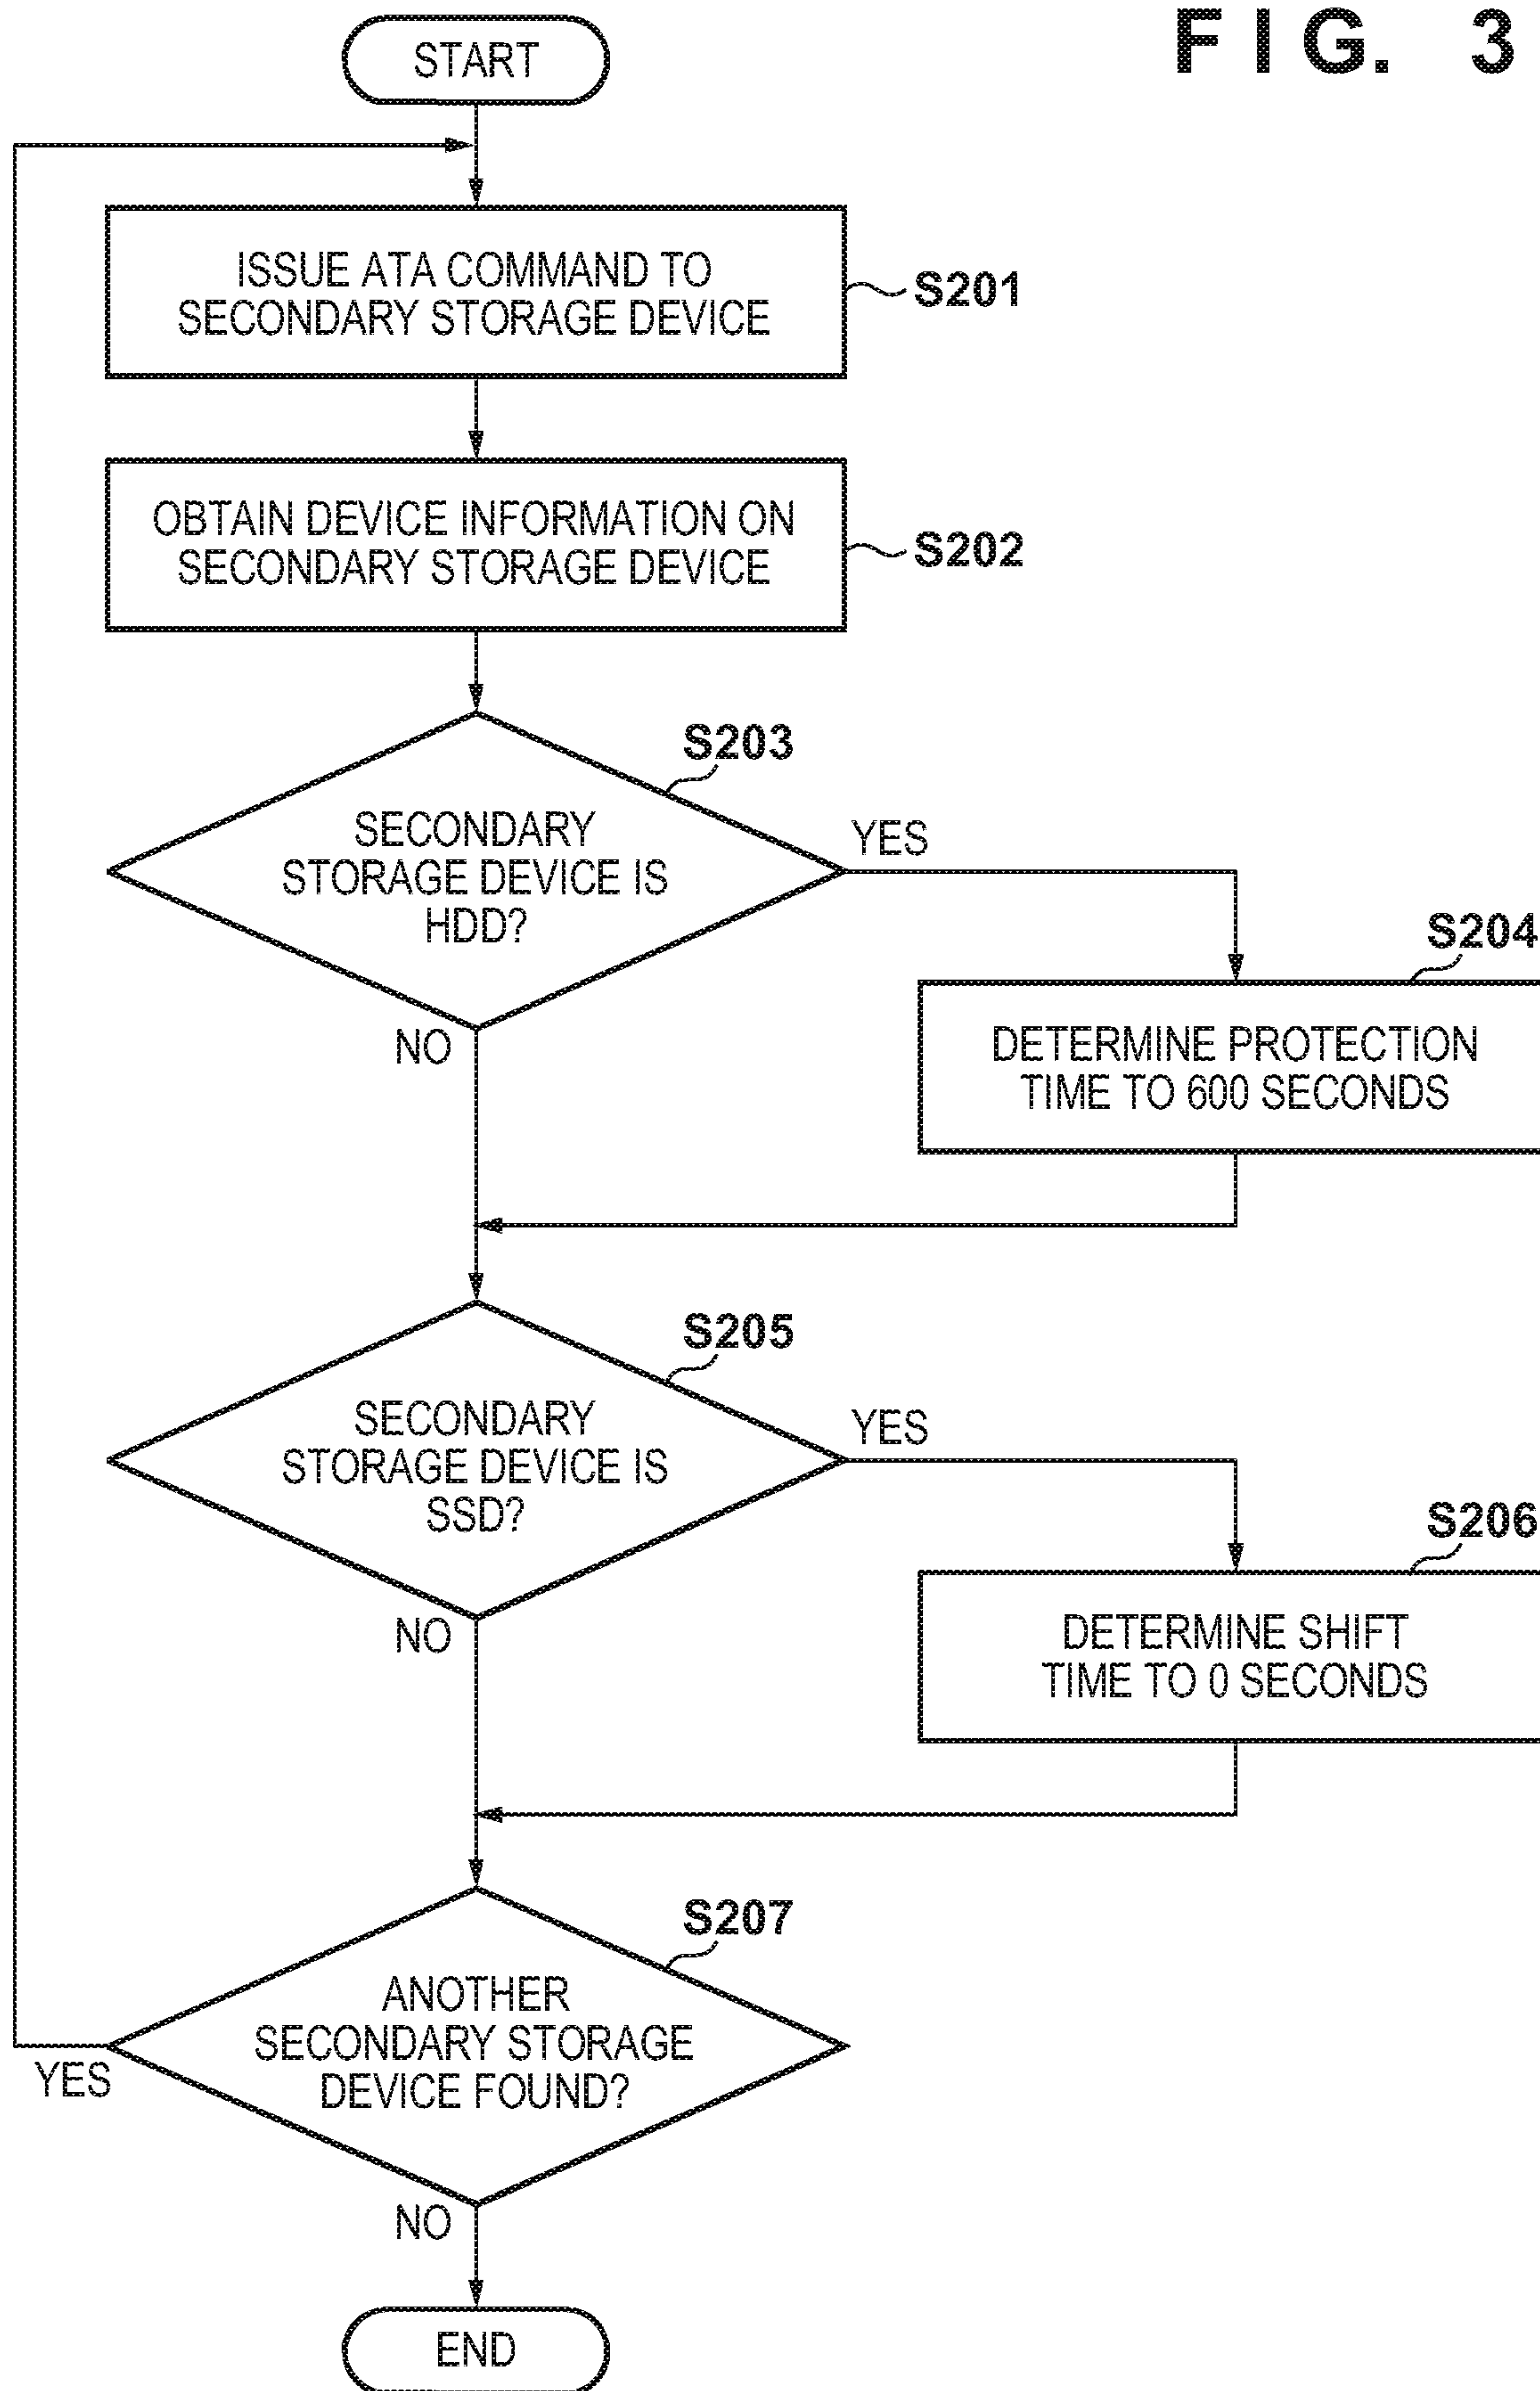 FIG. 3
START
ISSUE ATA COMMAND TO
SECONDARY STORAGE DEVICE
S201
OBTAIN DEVICE INFORMATION ON
SECONDARY STORAGE DEVICE
S202
S203
SECONDARY
STORAGE DEVICE IS
HDD?
YES
NO
S204
DETERMINE PROTECTION
TIME TO 600 SECONDS
S205
SECONDARY
STORAGE DEVICE IS
SSD?
YES
NO
S206
DETERMINE SHIFT
TIME TO 0 SECONDS
S207
ANOTHER
SECONDARY STORAGE
DEVICE FOUND?
YES
NO
END